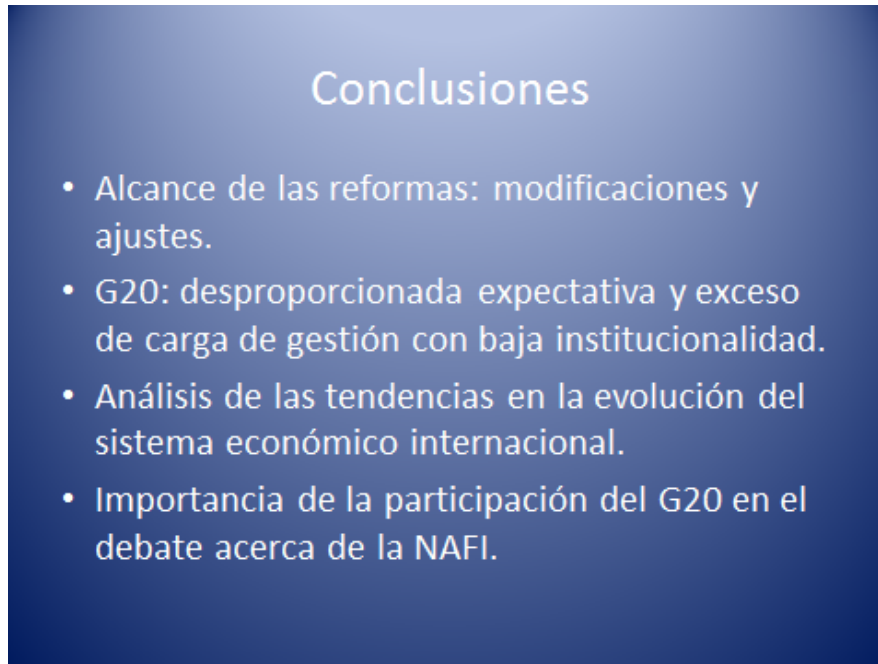 Conclusiones
• Alcance de las reformas: modificaciones y
ajustes.
• G20: desproporcionada expectativa y exceso
de carga de gestión con baja institucionalidad.
• Análisis de las tendencias en la evolución del
sistema económico internacional.
• Importancia de la participación del G20 en el
debate acerca de la NAFI.